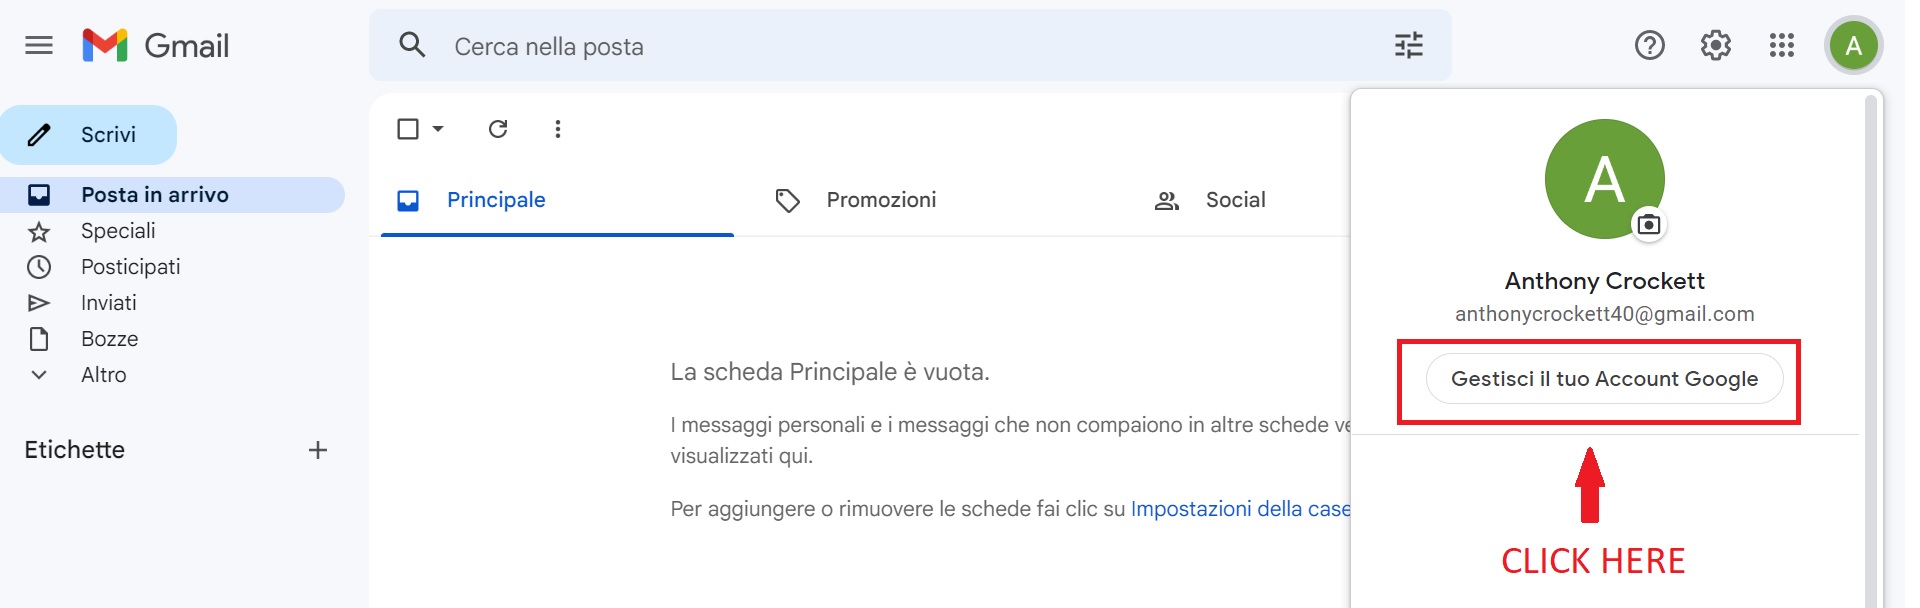 Gmail
Cerca nella posta
A
Scrivi
Posta in arrivo
Speciali
Posticipati
Inviati
Bozze
Altro
Etichette
Principale
Promozioni
Social
La scheda Principale è vuota.
I messaggi personali e i messaggi che non compaiono in altre schede ve
visualizzati qui.
Per aggiungere o rimuovere le schede fai clic su Impostazioni della case
A
Anthony Crockett
anthonycrockett40@gmail.com
Gestisci il tuo Account Google
CLICK HERE